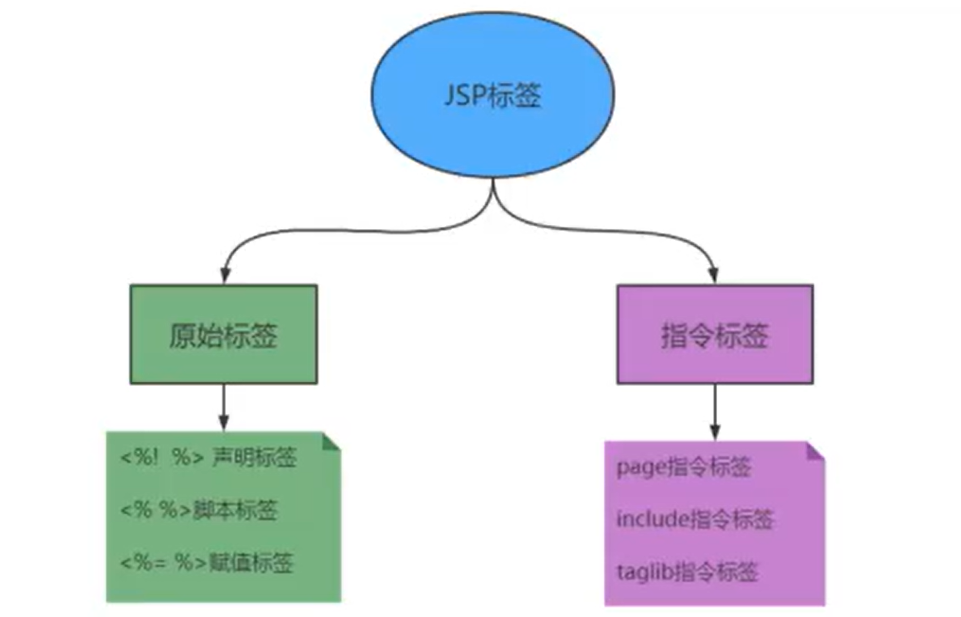 JSP标签
原始标签
指令标签
<%!  %> 声明标签
<% %>脚本标签
<%= %>赋值标签
page指令标签
include指令标签
taglib指令标签